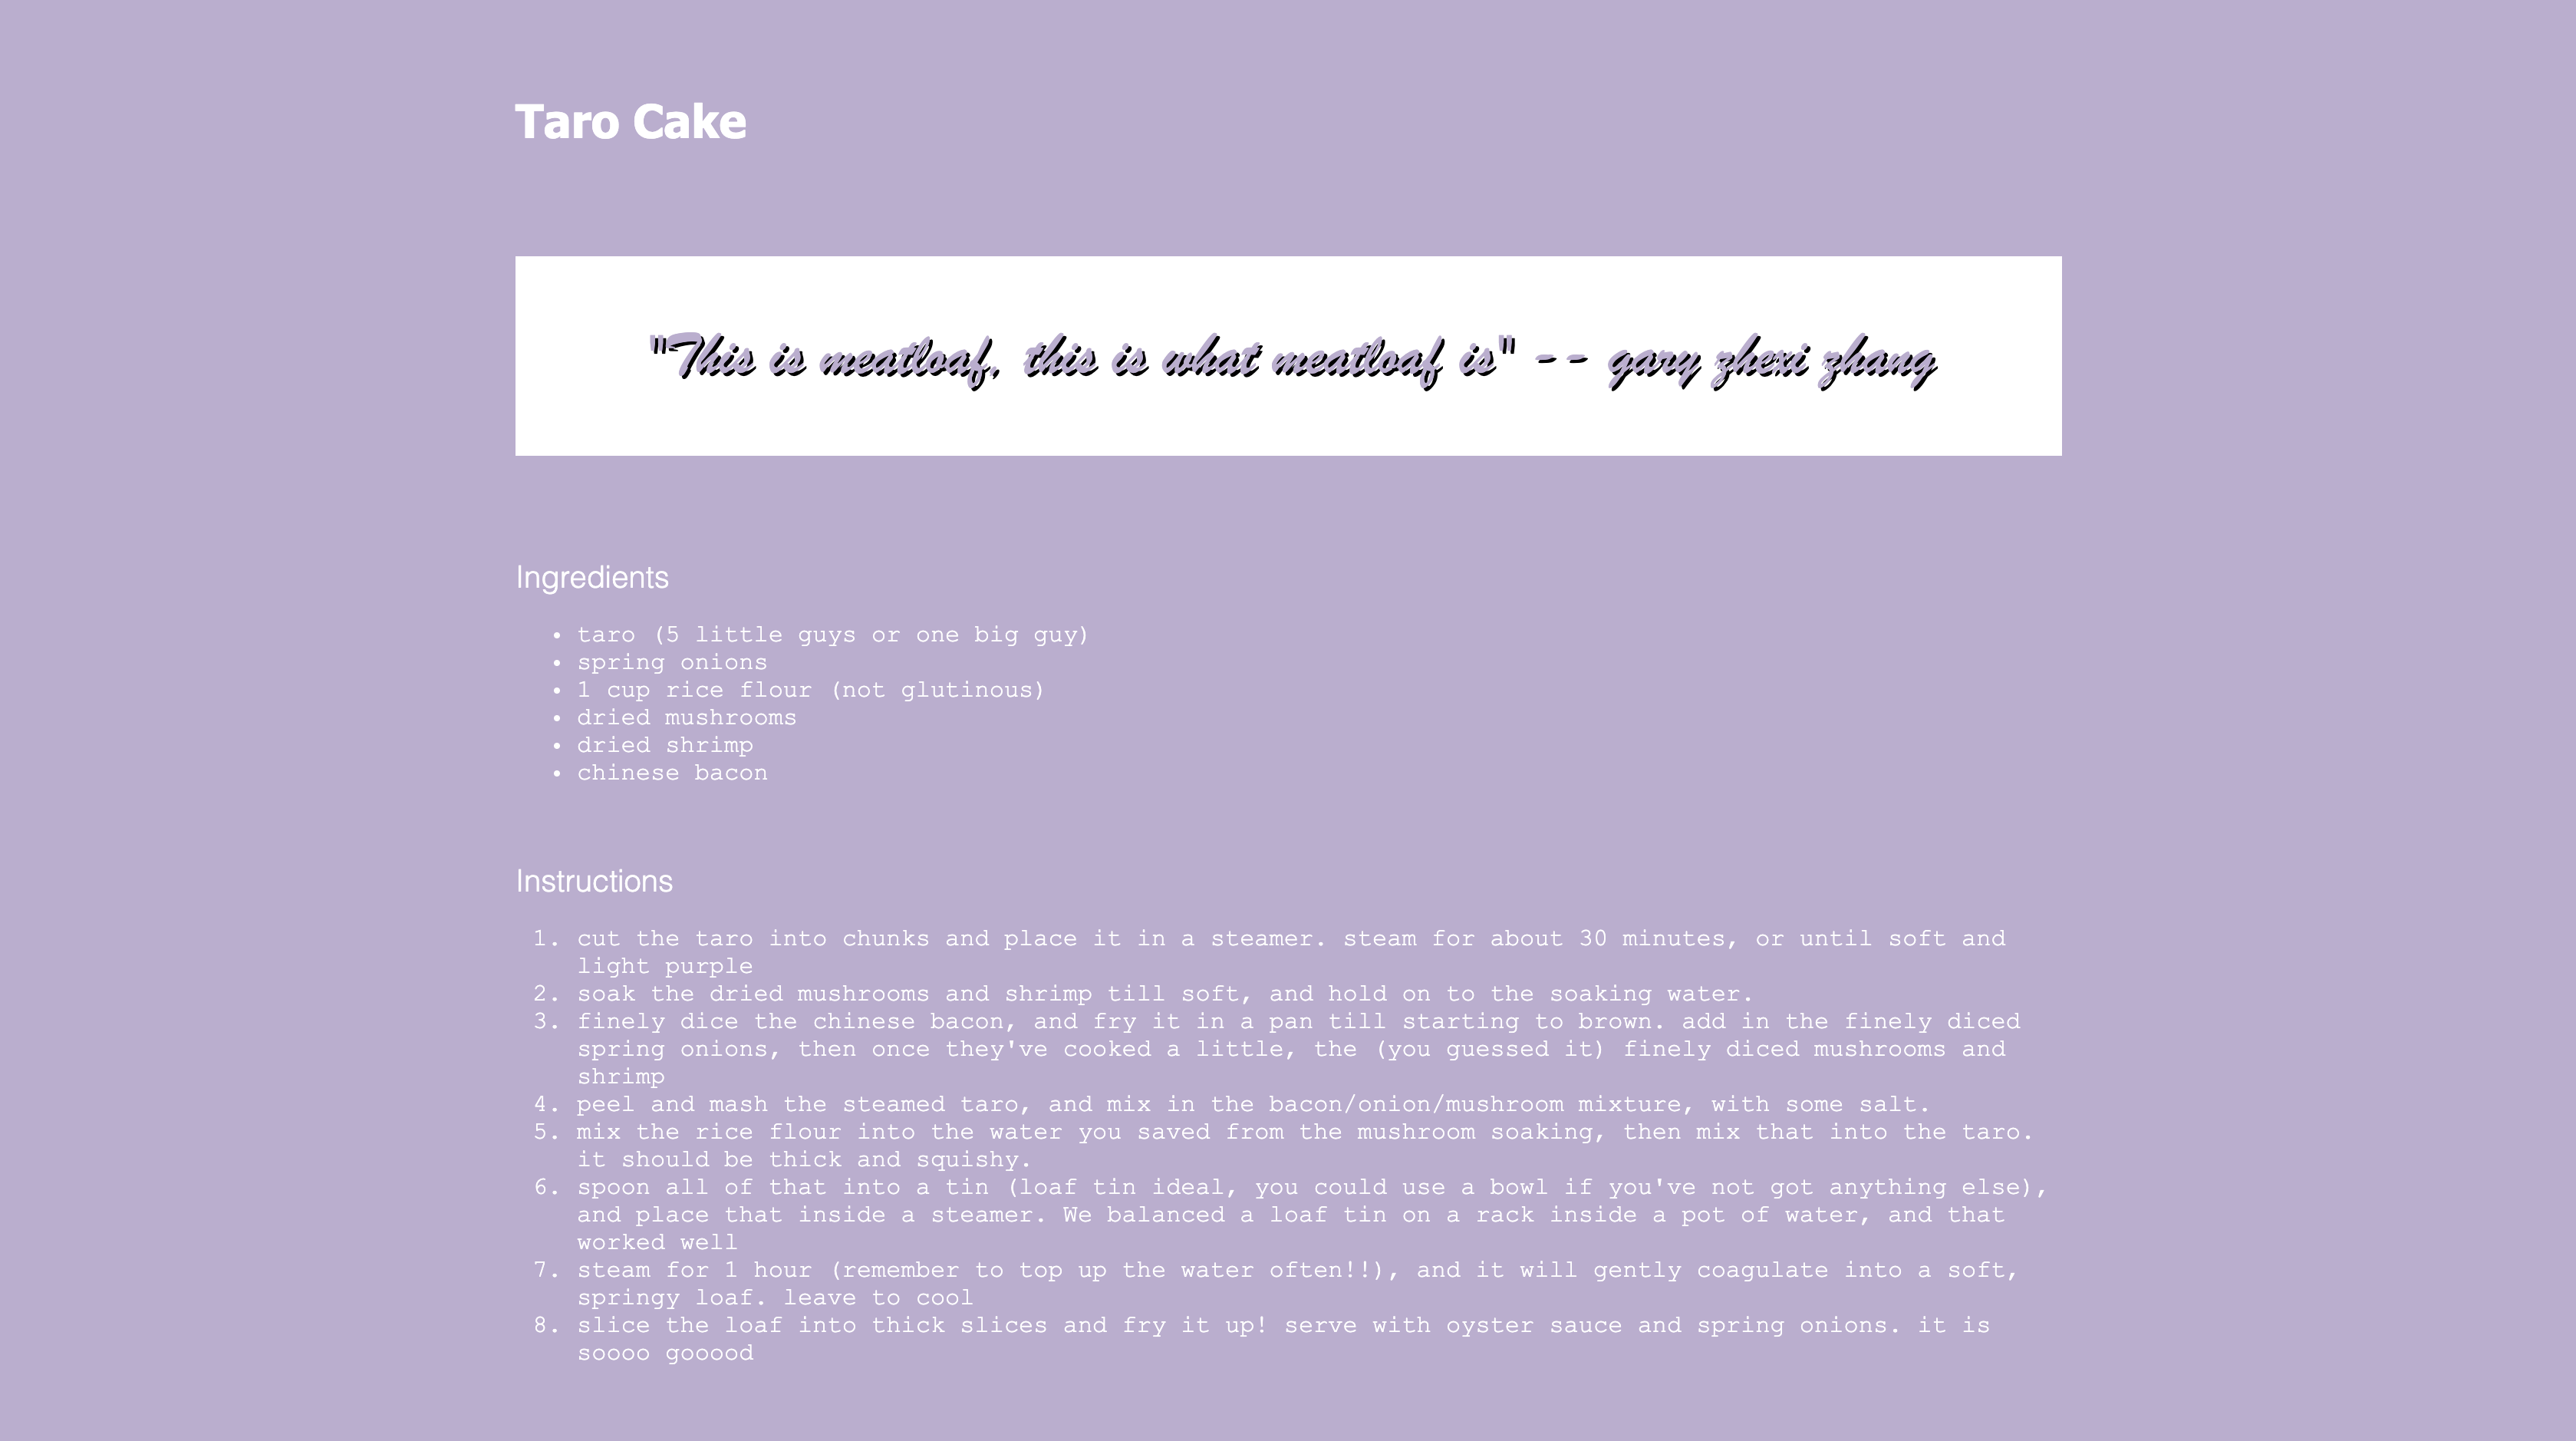 Taro Cake
"This is meatloaf, this is what meatloaf is" -- gary zhexi zhang
Ingredients
• taro (5 little guys or one big guy)
• spring onions
• 1 cup rice flour (not glutinous)
• dried mushrooms
• dried shrimp
• chinese bacon
Instructions
1. cut the taro into chunks and place it in a steamer. steam for about 30 minutes, or until soft and
light purple
2. soak the dried mushrooms and shrimp till soft, and hold on to the soaking water.
3. finely dice the chinese bacon, and fry it in a pan till starting to brown. add in the finely diced
spring onions, then once they've cooked a little, the (you guessed it) finely diced mushrooms and
shrimp
4. peel and mash the steamed taro, and mix in the bacon/onion/mushroom mixture, with some salt.
5. mix the rice flour into the water you saved from the mushroom soaking, then mix that into the taro.
it should be thick and squishy.
6. spoon all of that into a tin (loaf tin ideal, you could use a bowl if you've not got anything else),
and place that inside a steamer. We balanced a loaf tin on a rack inside a pot of water, and that
worked well
7. steam for 1 hour (remember to top up the water often!!), and it will gently coagulate into a soft,
springy loaf. leave to cool
8. slice the loaf into thick slices and fry it up! serve with oyster sauce and spring onions. it is
soooo gooood